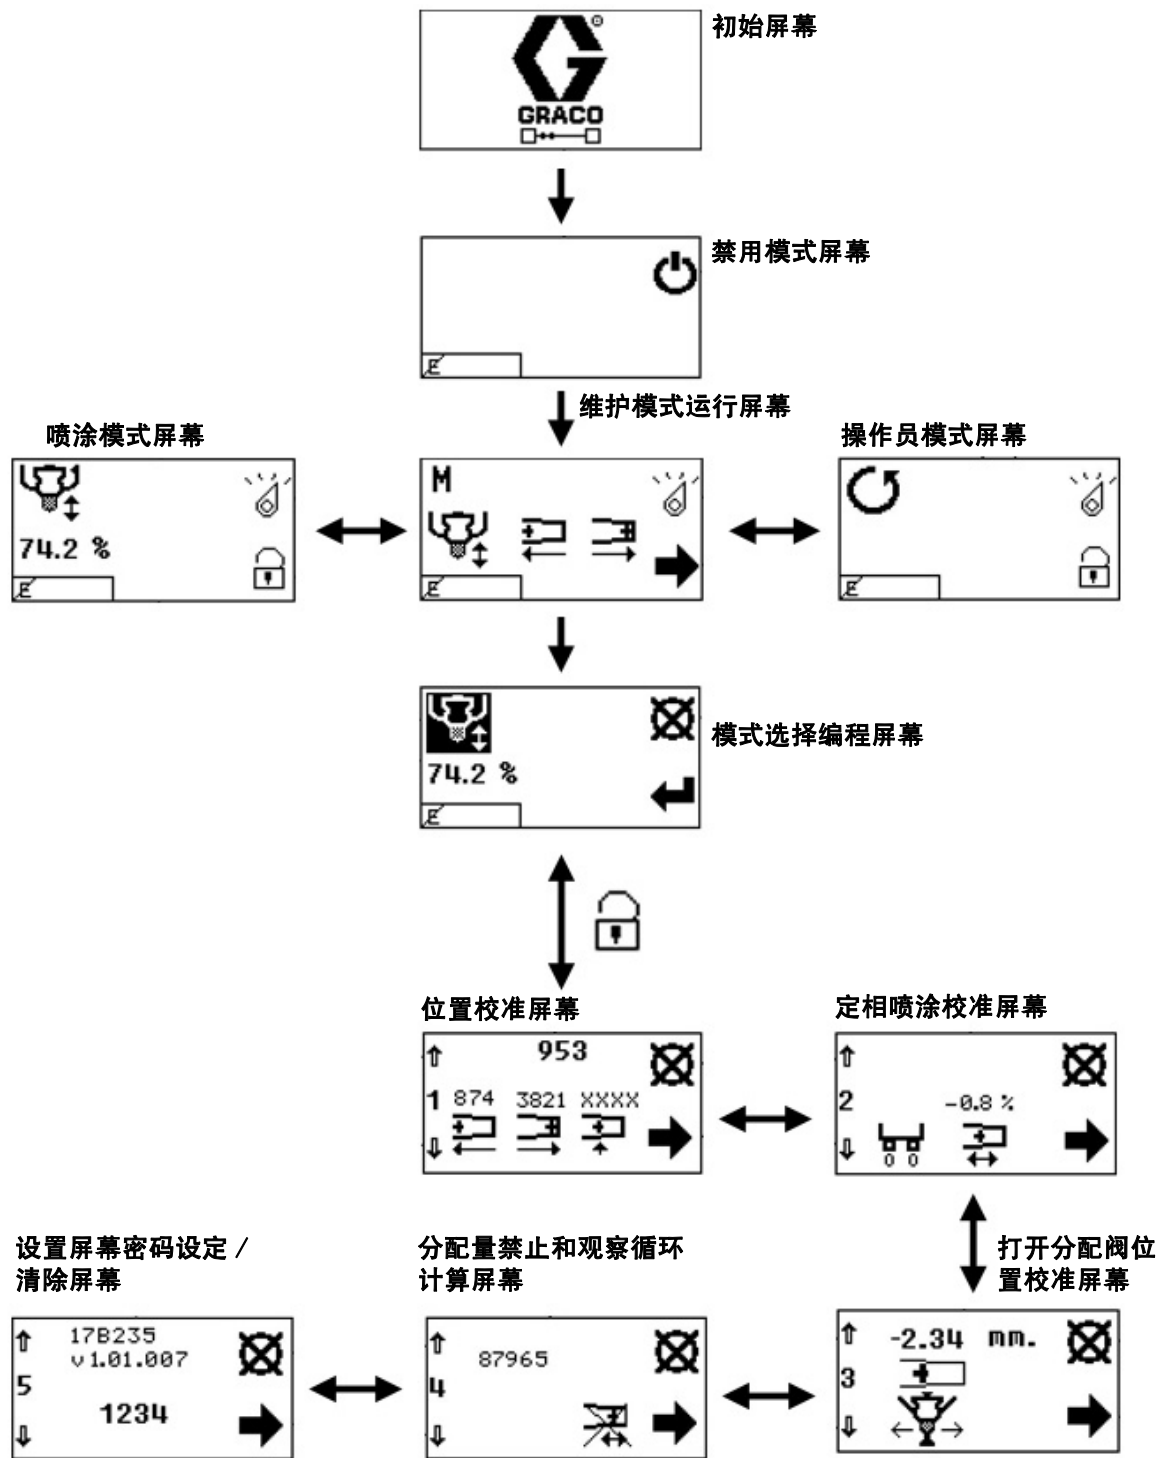 初始屏幕
GRACO
禁用模式屏幕
E
维护模式运行屏幕
喷涂模式屏幕
操作员模式屏幕
74.2 %
E
M
E
E
模式选择编程屏幕
74.2 %
E
位置校准屏幕
953
1 874 3821 XXXX
定相喷涂校准屏幕
2
-0.8 %
0 0
打开分配阀位
置校准屏幕
设置屏幕密码设定 /
清除屏幕
17B235
v1.01.007
5
1234
分配量禁止和观察循环
计算屏幕
87965
4
-2.34 mm.
3